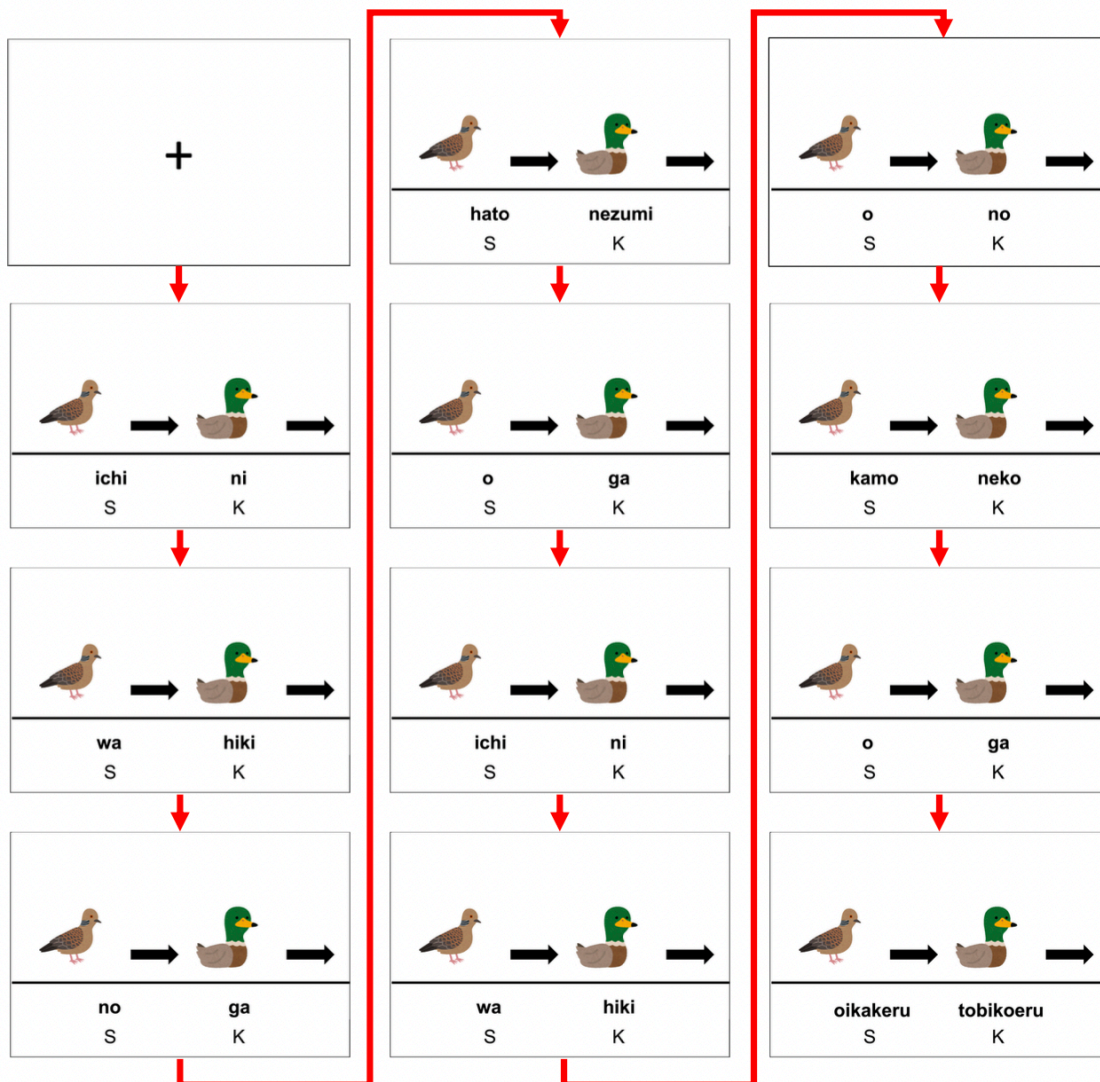 +
ichi ni
S K
wa hiki
S K
no ga
S K
hato nezumi
S K
o ga
S K
ichi ni
S K
wa hiki
S K
o no
S K
kamo neko
S K
o ga
S K
oikakeru tobikoeru
S K